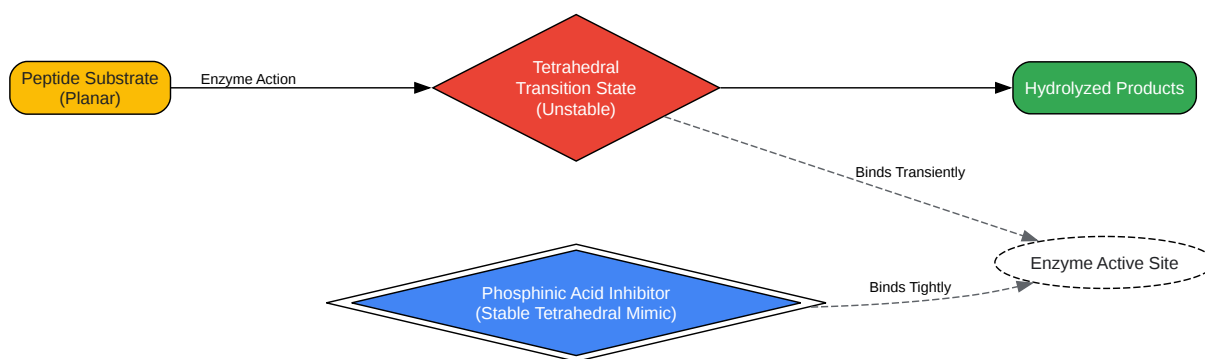 Peptide Substrate
(Planar)
Enzyme Action
Tetrahedral
Transition State
(Unstable)
Hydrolyzed Products
Binds Transiently
Enzyme Active Site
Binds Tightly
Phosphinic Acid Inhibitor
(Stable Tetrahedral Mimic)